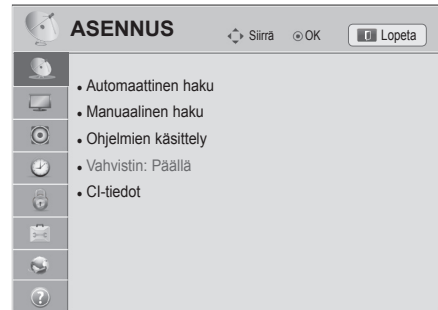 ASENNUS
Siirrä OK Lopeta
• Automaattinen haku
• Manuaalinen haku
• Ohjelmien käsittely
• Vahvistin: Päällä
• CI-tiedot